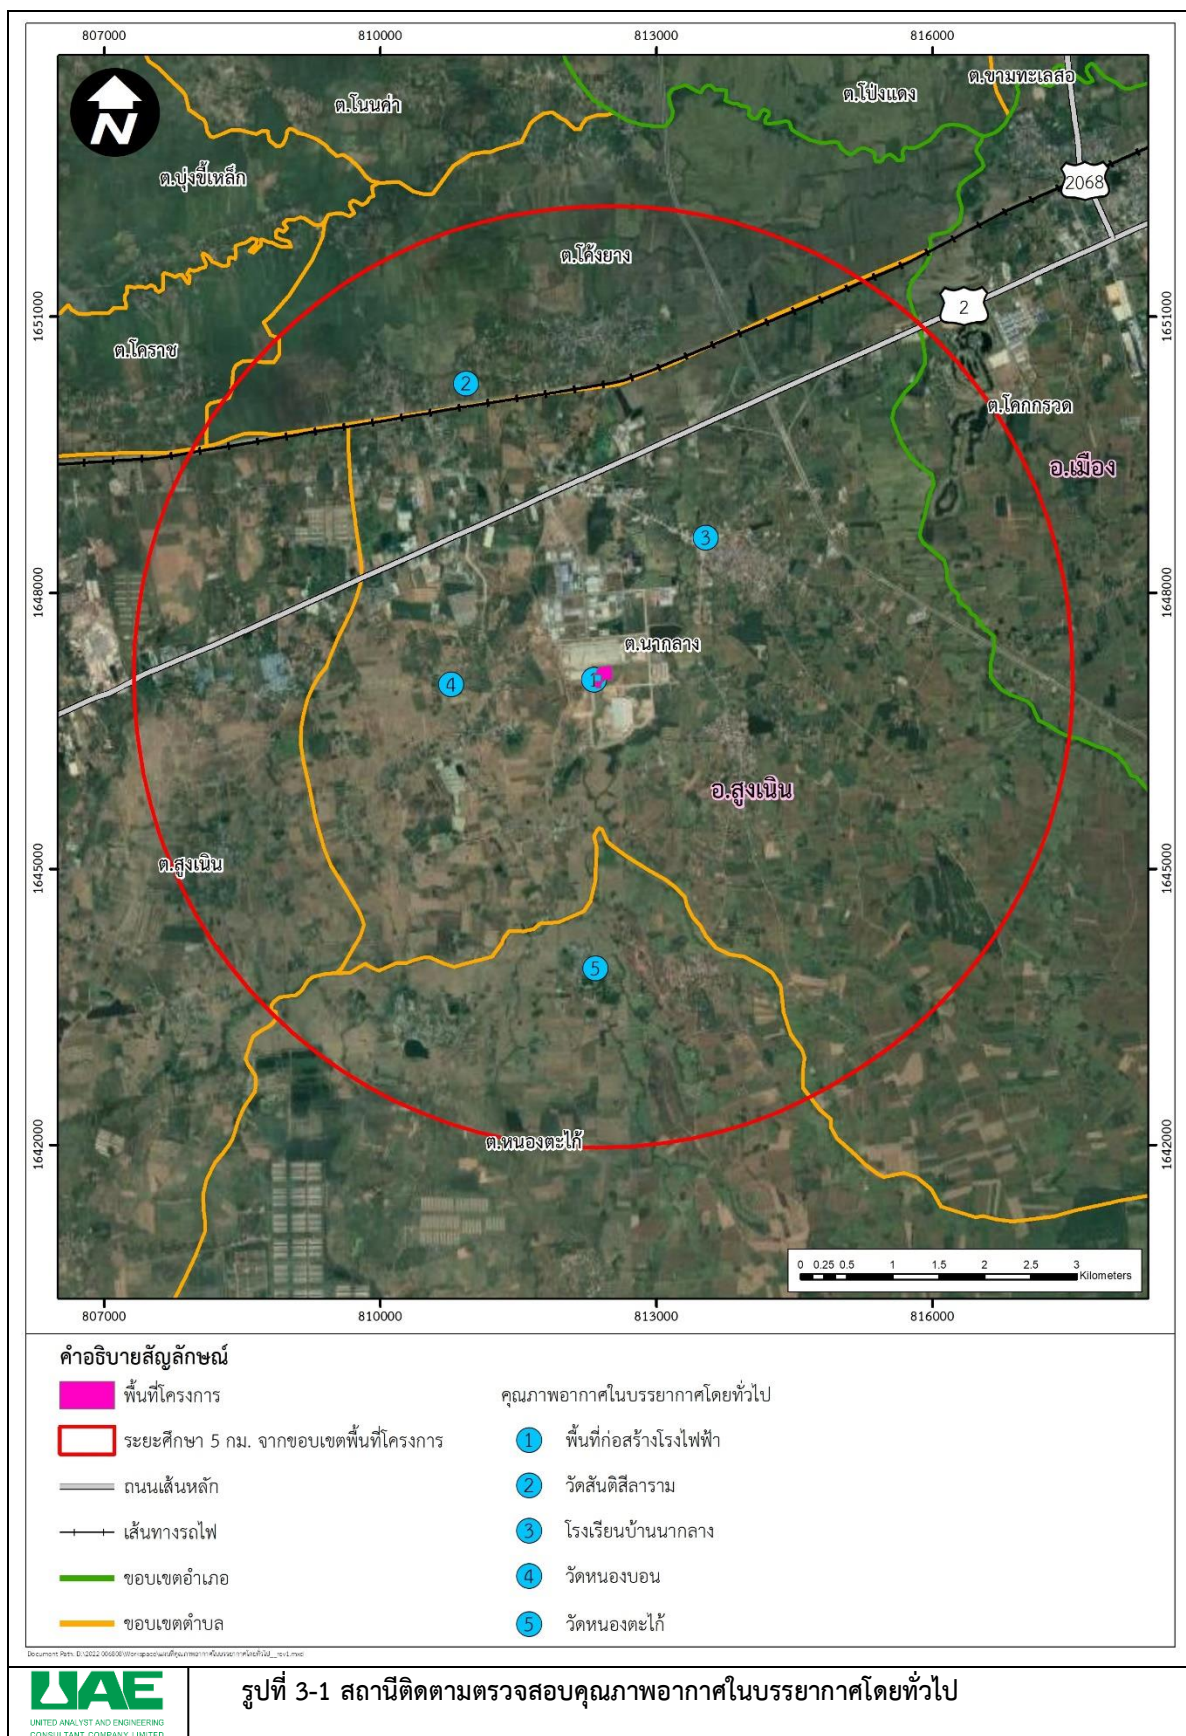 807000 810000 813000 816000
N
ต.ขามทะเลสอ
ต.โป่งแดง
ต.โนนค่า
ต.บุ่งขี้เหล็ก
2068
ต.โค้งยาง
1651000 2 1651000
ต.โคราช
2
ต.โคกกรวด
อ.เมือง
3
1648000 1648000
ต.นากลาง
4 1
อ.สูงเนิน
ต.สูงเนิน
1645000 1645000
5
ต.หนองตะไก้
1642000 1642000
0 0.25 0.5 1 1.5 2 2.5 3
Kilometers
807000 810000 813000 816000
คำอธิบายสัญลักษณ์
พื้นที่โครงการ
ระยะศึกษา 5 กม. จากขอบเขตพื้นที่โครงการ
ถนนเส้นหลัก
เส้นทางรถไฟ
ขอบเขตอำเภอ
ขอบเขตตำบล
คุณภาพอากาศในบรรยากาศโดยทั่วไป
1 พื้นที่ก่อสร้างโรงไฟฟ้า
2 วัดสันติสีลาราม
3 โรงเรียนบ้านนากลาง
4 วัดหนองบอน
5 วัดหนองตะไก้
Document Path: D:\2022
UAE
UNITED ANALYST AND ENGINEERING
CONSULTANT COMPANY LIMITED
รูปที่ 3-1 สถานีติดตามตรวจสอบคุณภาพอากาศในบรรยากาศโดยทั่วไป